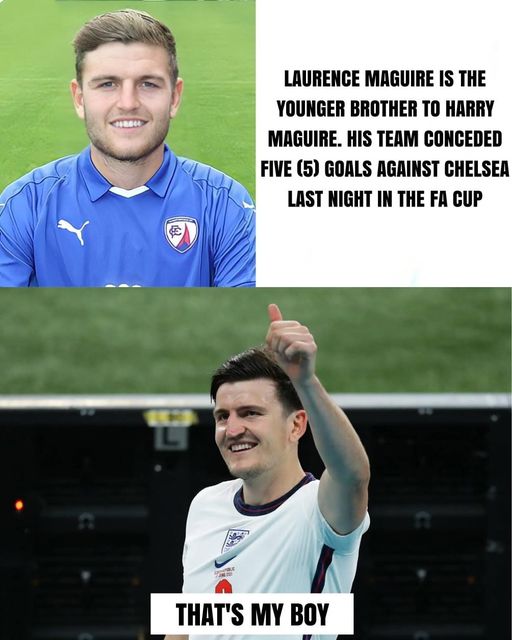 LAURENCE MAGUIRE IS THE
YOUNGER BROTHER TO HARRY
MAGUIRE. HIS TEAM CONCEDED
FIVE (5) GOALS AGAINST CHELSEA
LAST NIGHT IN THE FA CUP
L
THAT'S MY BOY